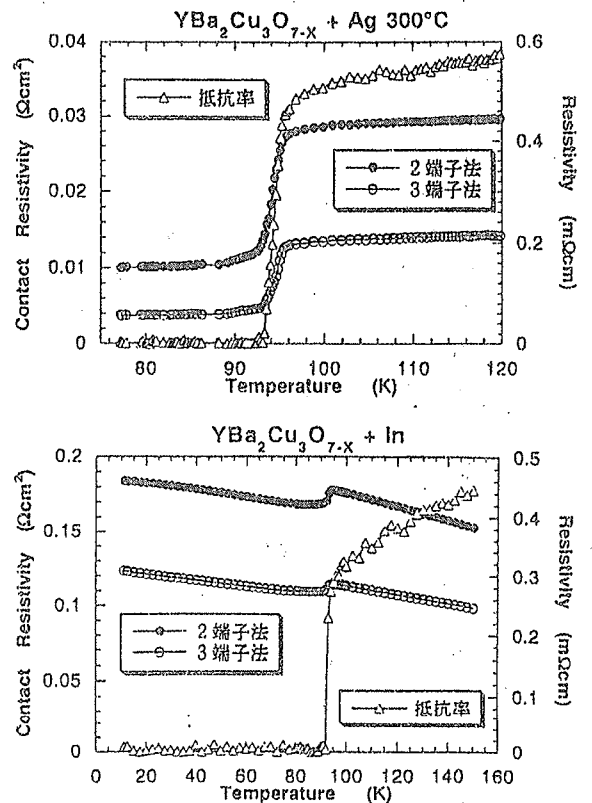 YBa₂Cu₃O₇₋ₓ + Ag 300°C
0.04
0.03
0.02
0.01
0
Contact Resistivity (Ωcm²)
抵抗率
2端子法
3端子法
0.6
0.4
0.2
0
Resistivity (mΩcm)
80 90 100 110 120
Temperature (K)
YBa₂Cu₃O₇₋ₓ + In
0.2
0.15
0.1
0.05
0
Contact Resistivity (Ωcm²)
2端子法
3端子法
抵抗率
0.5
0.4
0.3
0.2
0.1
0
Resistivity (mΩcm)
0 20 40 60 80 100 120 140 160
Temperature (K)